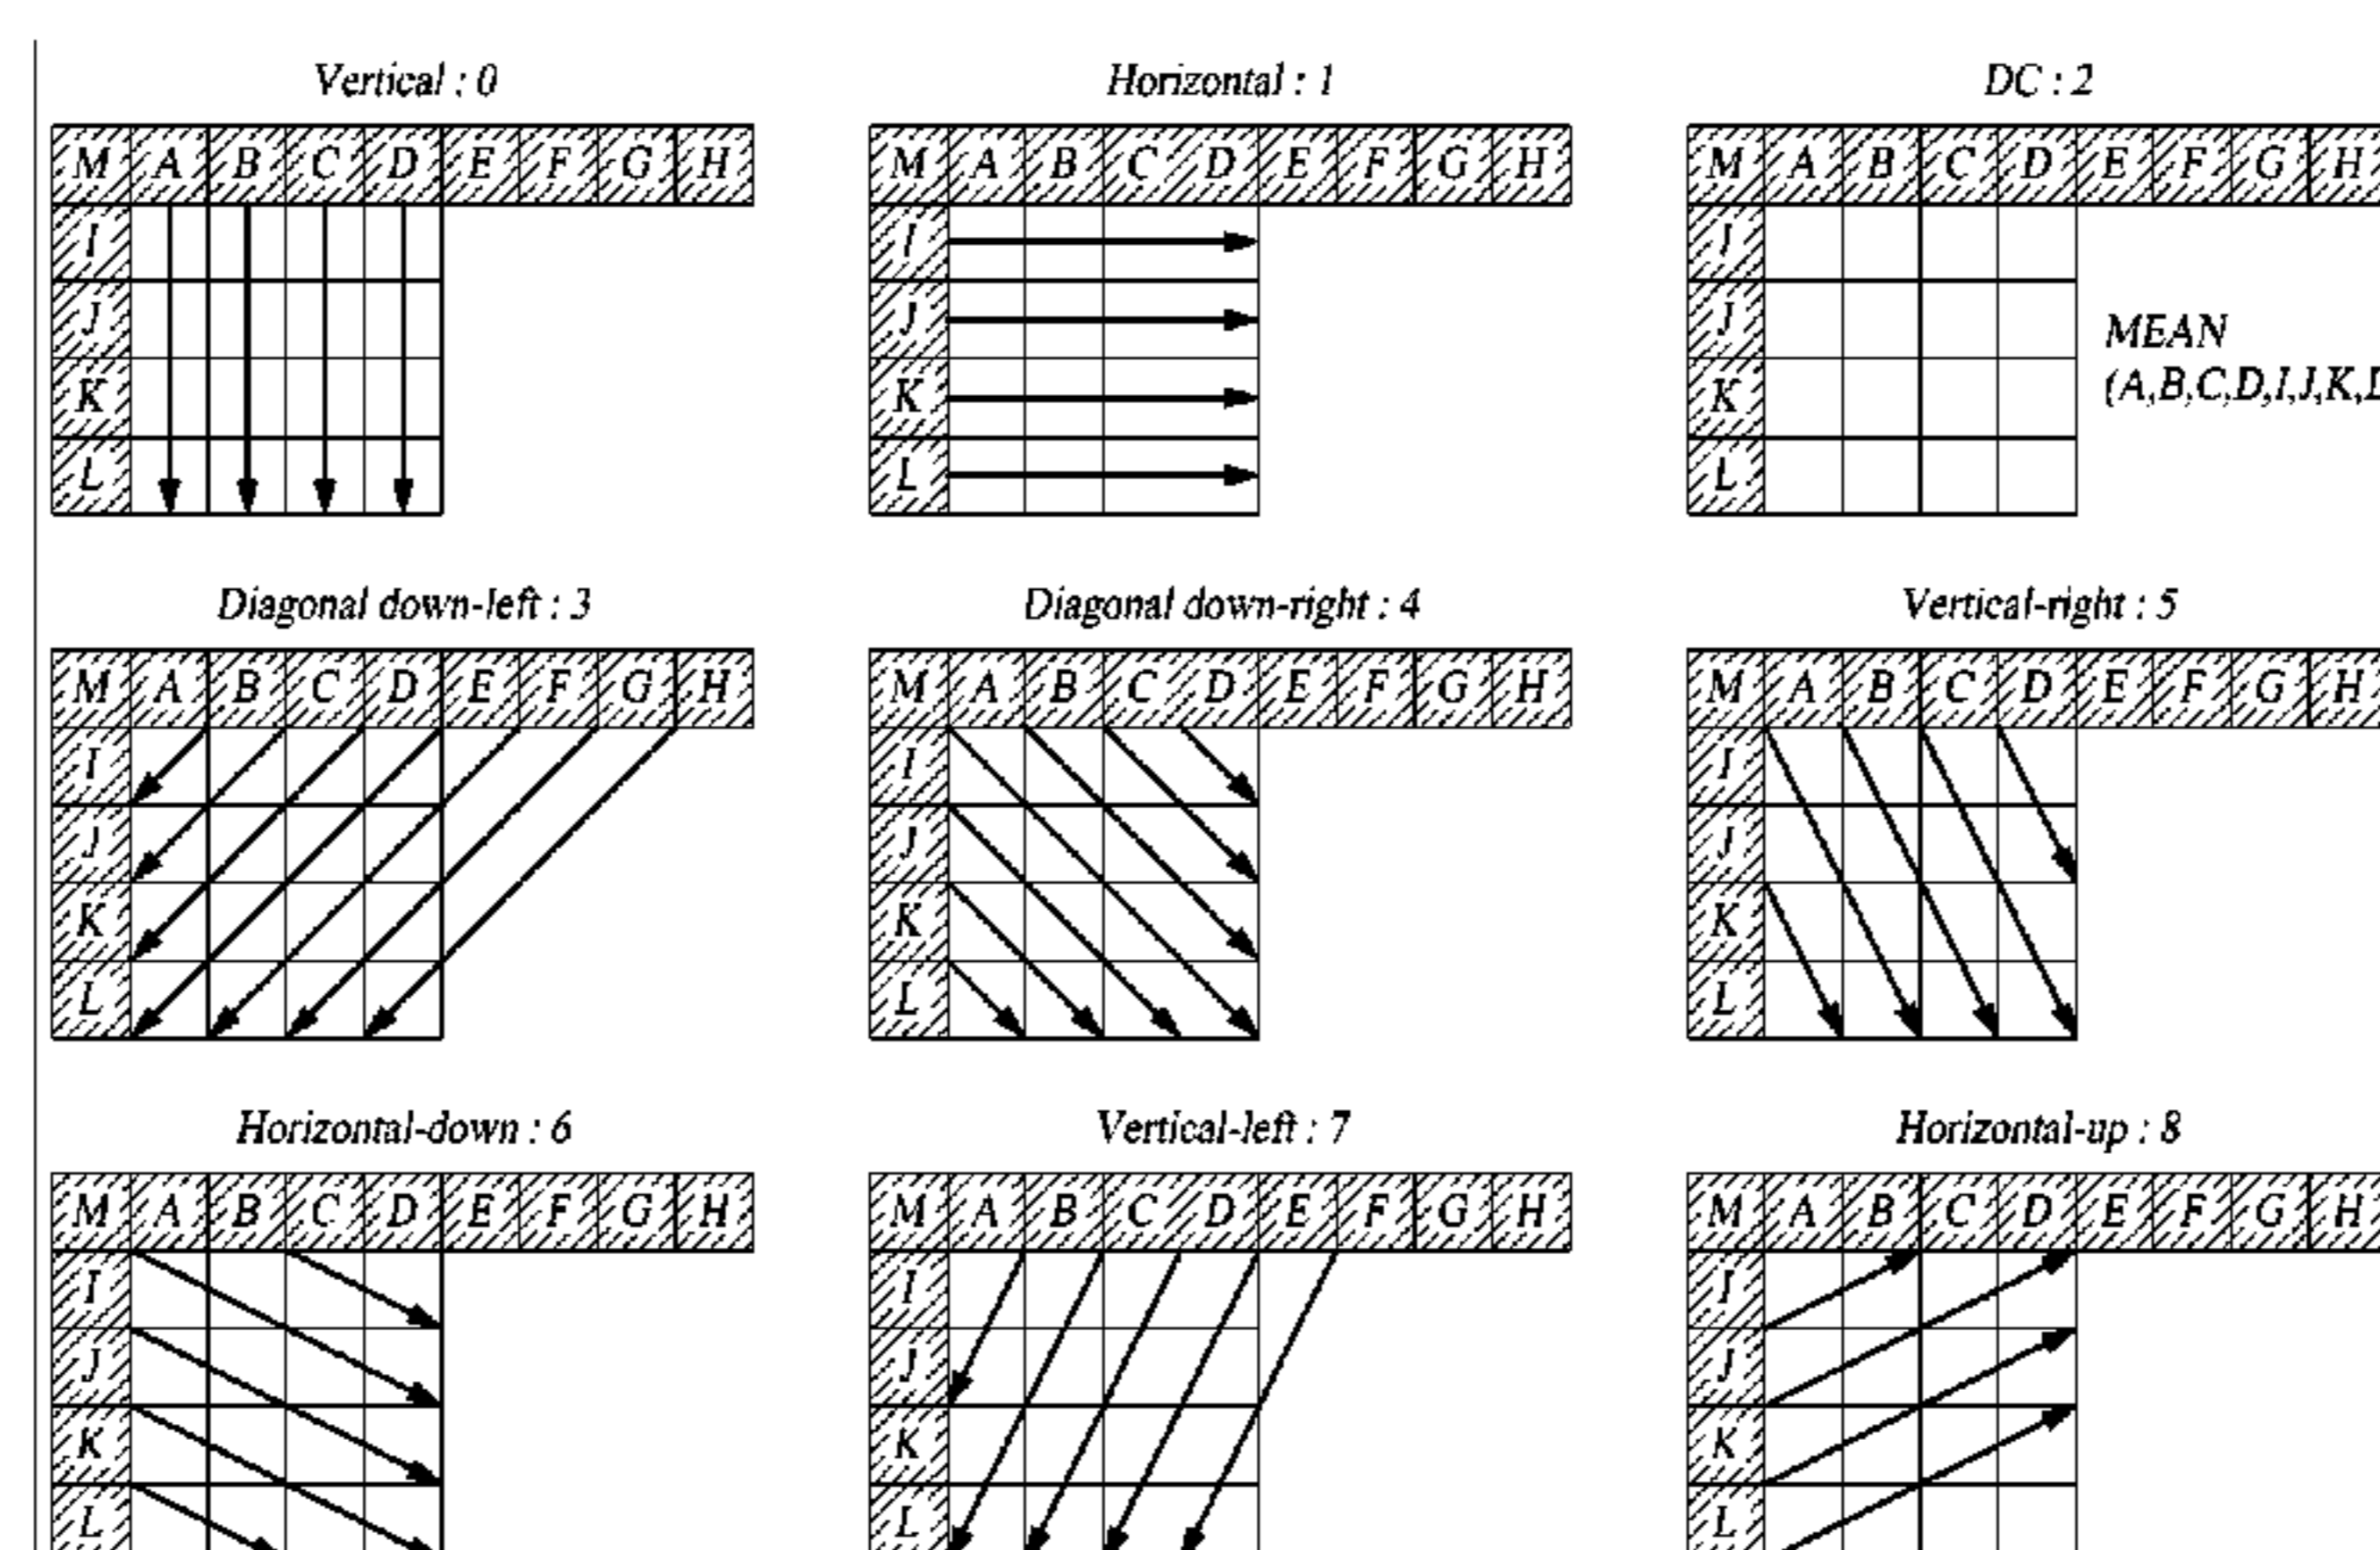 Vertical : 0
Horizontal : 1
DC : 2
M A B C D E F G H
M A B C D E F G H
M A B C D E F G H
I
J
K
L
I
J
K
L
I
J
K
L
MEAN
(A,B,C,D,I,J,K,L
Diagonal down-left : 3
Diagonal down-right : 4
Vertical-right : 5
M A B C D E F G H
M A B C D E F G H
M A B C D E F G H
I
J
K
L
I
J
K
L
I
J
K
L
Horizontal-down : 6
Vertical-left : 7
Horizontal-up : 8
M A B C D E F G H
M A B C D E F G H
M A B C D E F G H
I
J
K
L
I
J
K
L
I
J
K
L